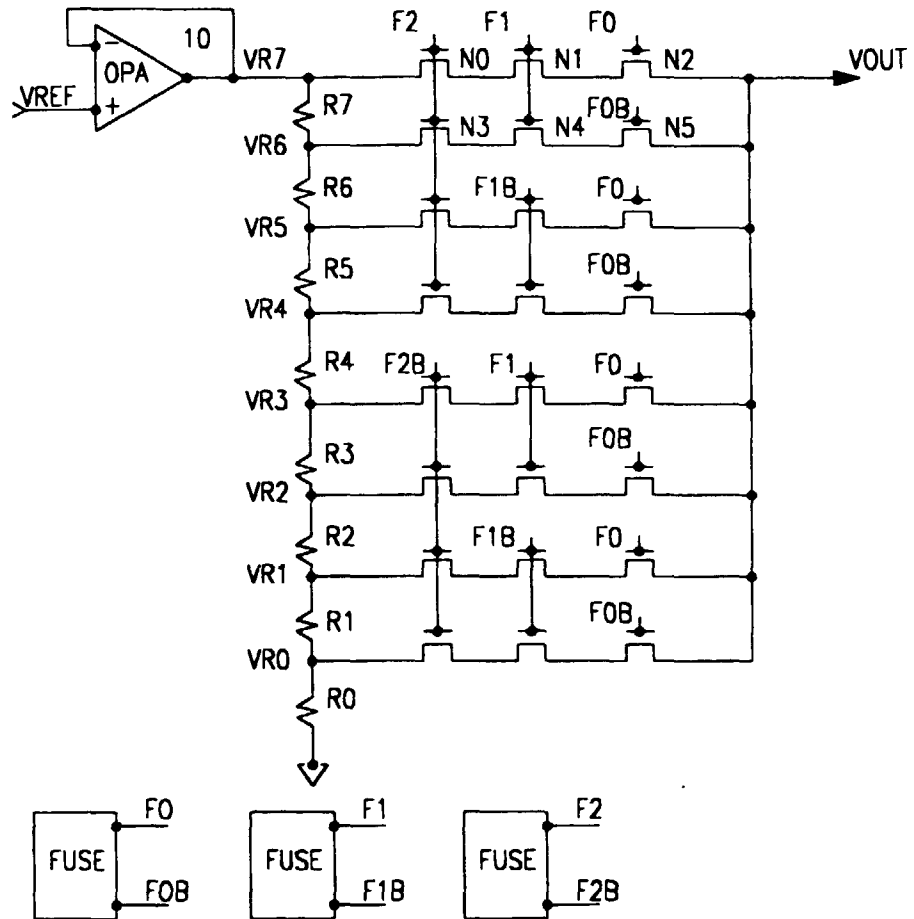 F2 F1 F0
10
OPA
-
+
VREF
VR7 N0 N1 N2 VOUT
R7 F0B
VR6 N3 N4 N5
R6 F1B F0
VR5
R5 F0B
VR4
R4 F2B F1 F0
VR3
R3 F0B
VR2
R2 F1B F0
VR1
R1 F0B
VR0
R0
F0 F1 F2
FUSE FUSE FUSE
F0B F1B F2B